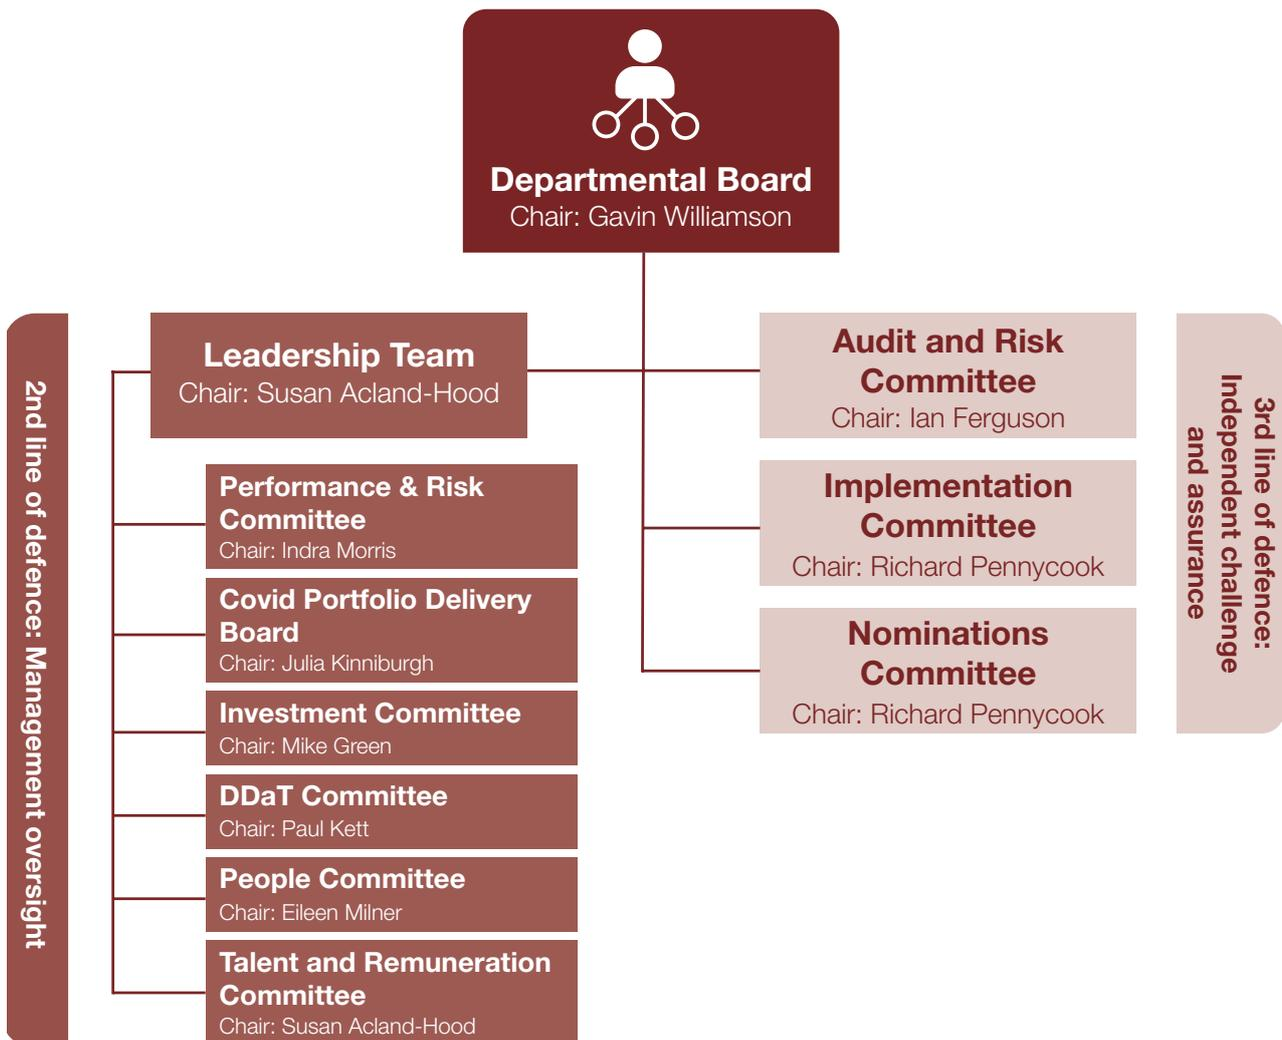 Departmental Board
Chair: Gavin Williamson
2nd line of defence: Management oversight
Leadership Team
Chair: Susan Acland-Hood
Performance & Risk
Committee
Chair: Indra Morris
Covid Portfolio Delivery
Board
Chair: Julia Kinniburgh
Investment Committee
Chair: Mike Green
DDaT Committee
Chair: Paul Kett
People Committee
Chair: Eileen Milner
Talent and Remuneration
Committee
Chair: Susan Acland-Hood
Audit and Risk
Committee
Chair: Ian Ferguson
Implementation
Committee
Chair: Richard Pennycook
Nominations
Committee
Chair: Richard Pennycook
3rd line of defence:
Independent challenge
and assurance